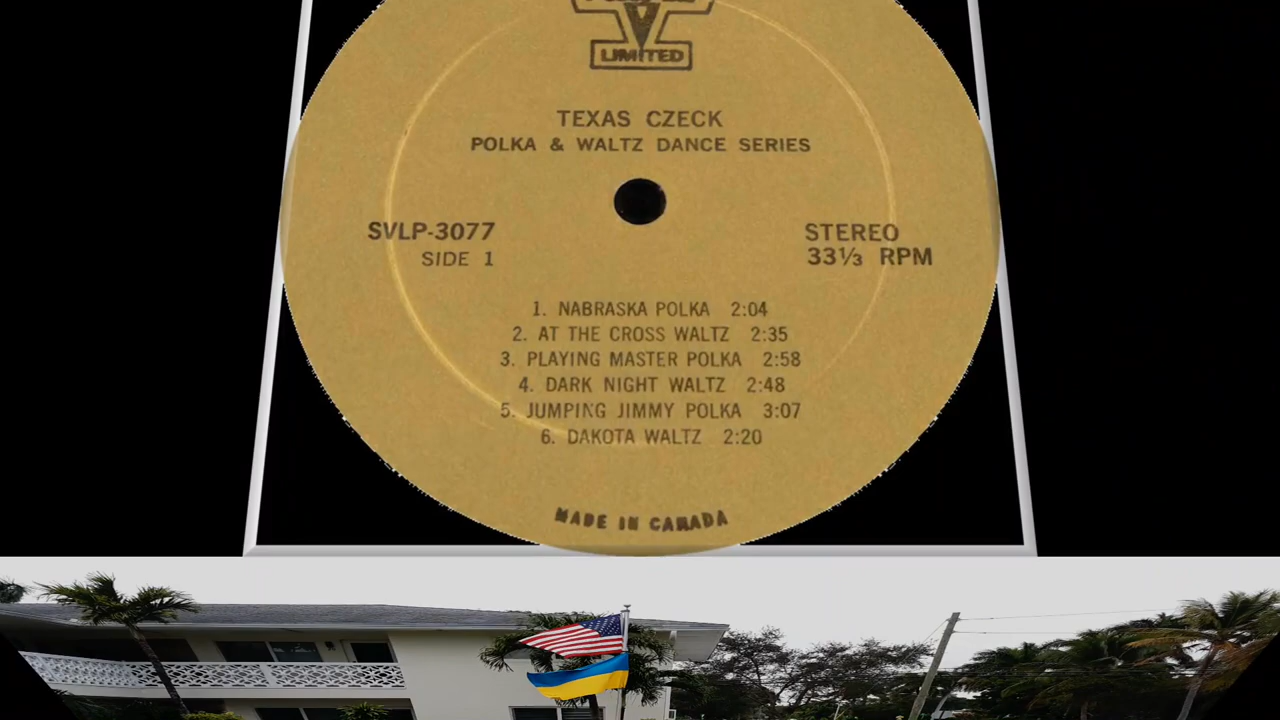 LIMITED
TEXAS CZECK
POLKA & WALTZ DANCE SERIES
SVLP-3077
SIDE 1
STEREO
33⅓ RPM
1. NABRASKA POLKA 2:04
2. AT THE CROSS WALTZ 2:35
3. PLAYING MASTER POLKA 2:58
4. DARK NIGHT WALTZ 2:48
5. JUMPING JIMMY POLKA 3:07
6. DAKOTA WALTZ 2:20
MADE IN CANADA